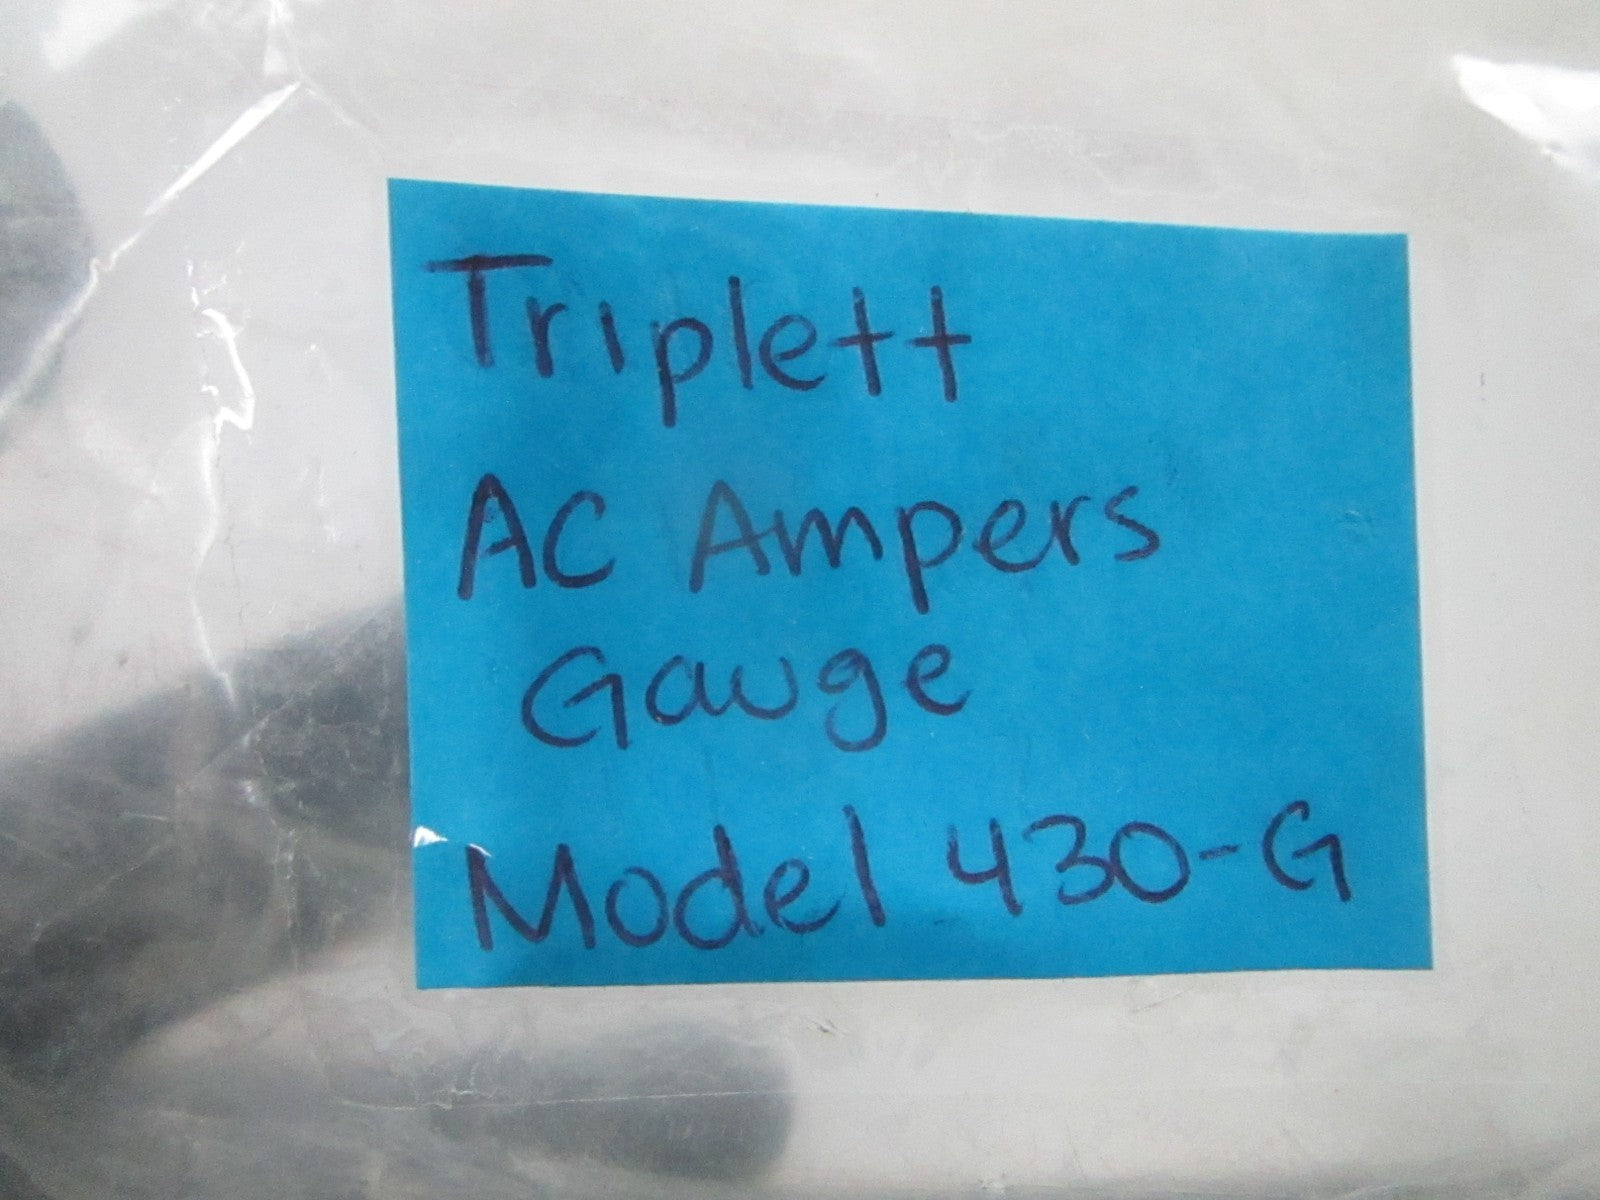 Triplett
AC Ampers
Gauge
Model 430-G